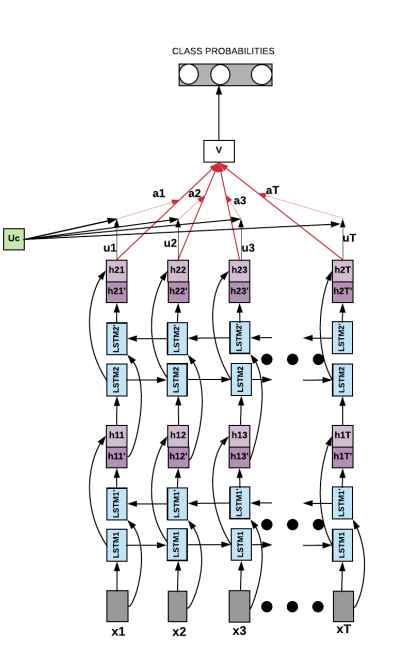 CLASS PROBABILITIES
V
a1 a2 a3 aT
Uc
u1 u2 u3 uT
h21 h22 h23 h2T
h21' h22' h23' h2T'
LSTM2' LSTM2' LSTM2' LSTM2'
LSTM2 LSTM2 LSTM2 LSTM2
h11 h12 h13 h1T
h11' h12' h13' h1T'
LSTM1' LSTM1' LSTM1' LSTM1'
LSTM1 LSTM1 LSTM1 LSTM1
x1 x2 x3 xT